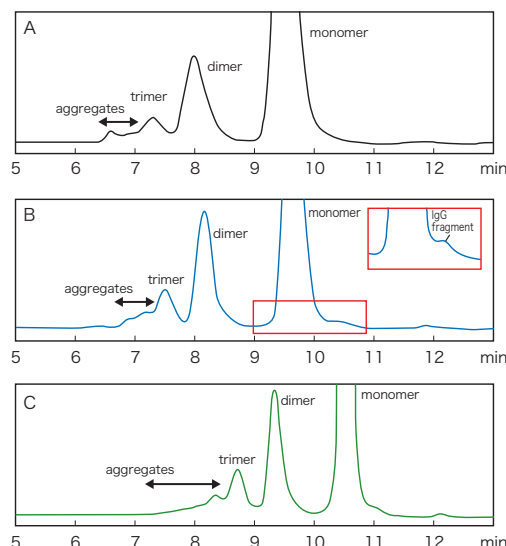 A
monomer
dimer
trimer
aggregates
5 6 7 8 9 10 11 12 min
B
monomer
IgG
fragment
dimer
trimer
aggregates
5 6 7 8 9 10 11 12 min
C
monomer
dimer
trimer
aggregates
5 6 7 8 9 10 11 12 min